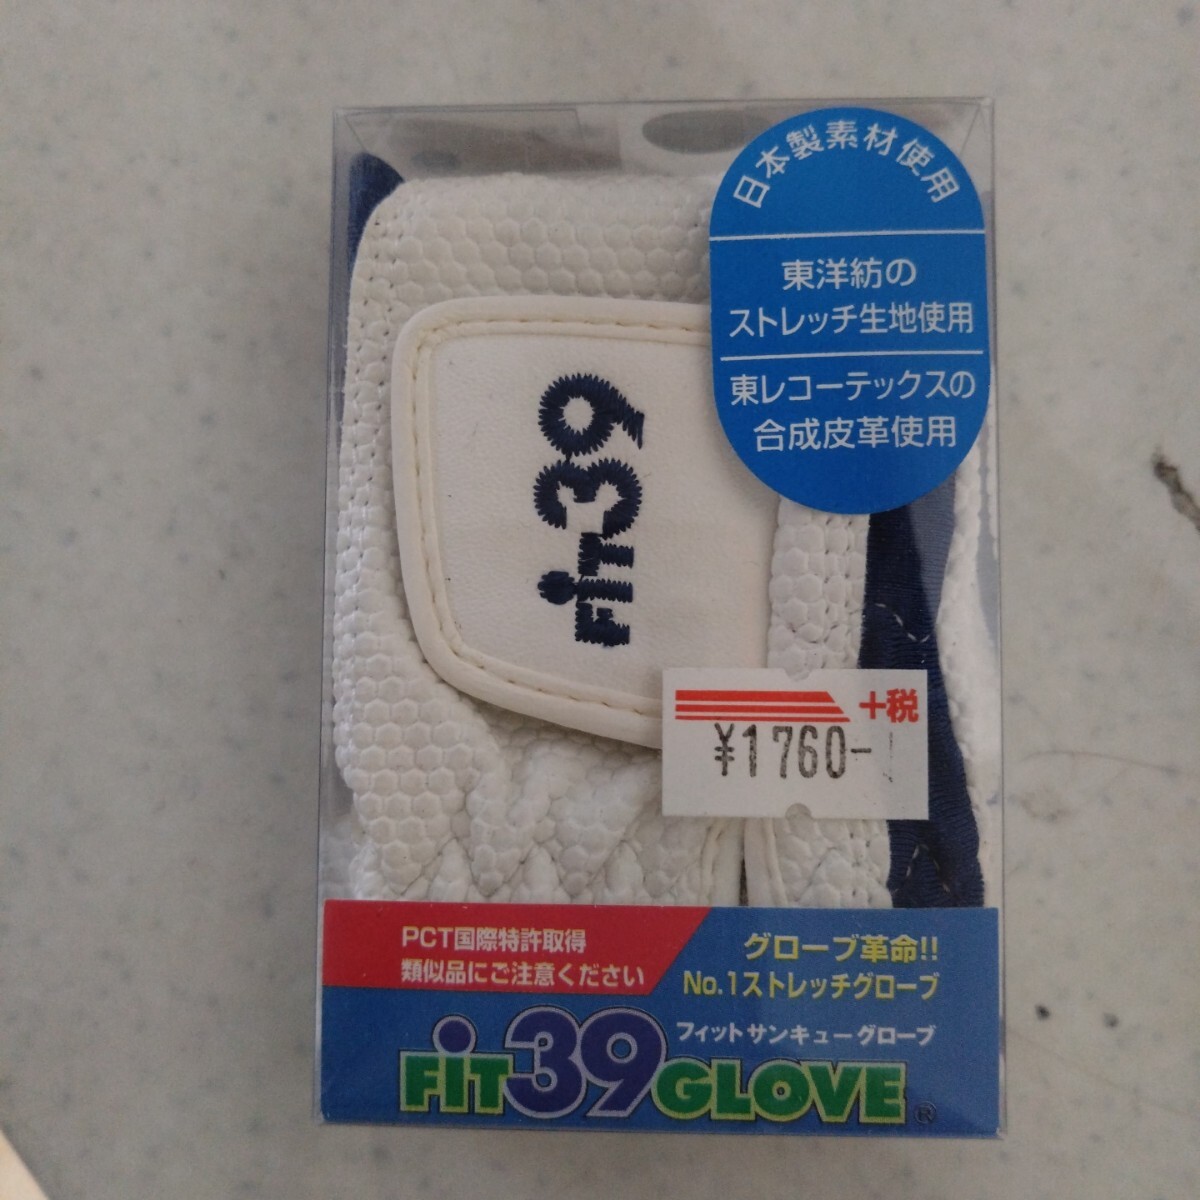 日本製素材使用
東洋紡の
ストレッチ生地使用
東レコーテックスの
合成皮革使用
FiT39
+税
¥1760-
PCT国際特許取得
類似品にご注意ください
グローブ革命!!
No.1ストレッチグローブ
フィットサンキューグローブ
FiT39GLOVE®